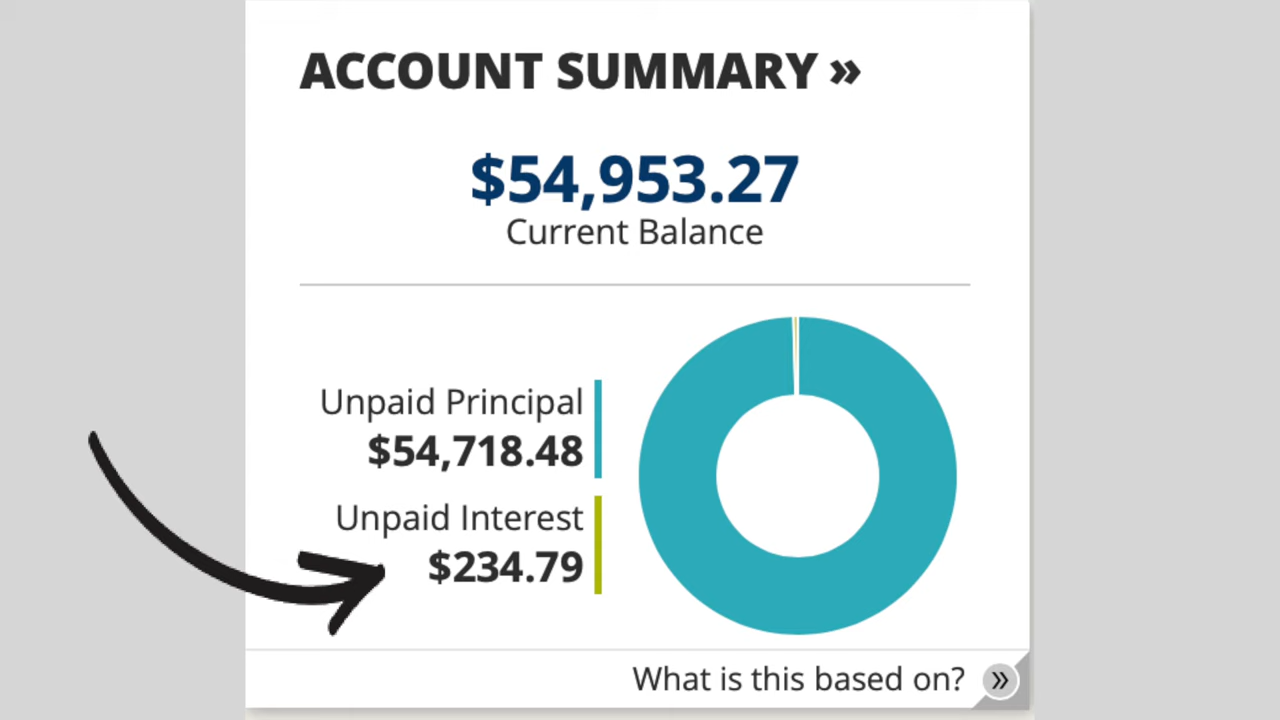 ACCOUNT SUMMARY »
$54,953.27
Current Balance
Unpaid Principal
$54,718.48
Unpaid Interest
$234.79
What is this based on? »